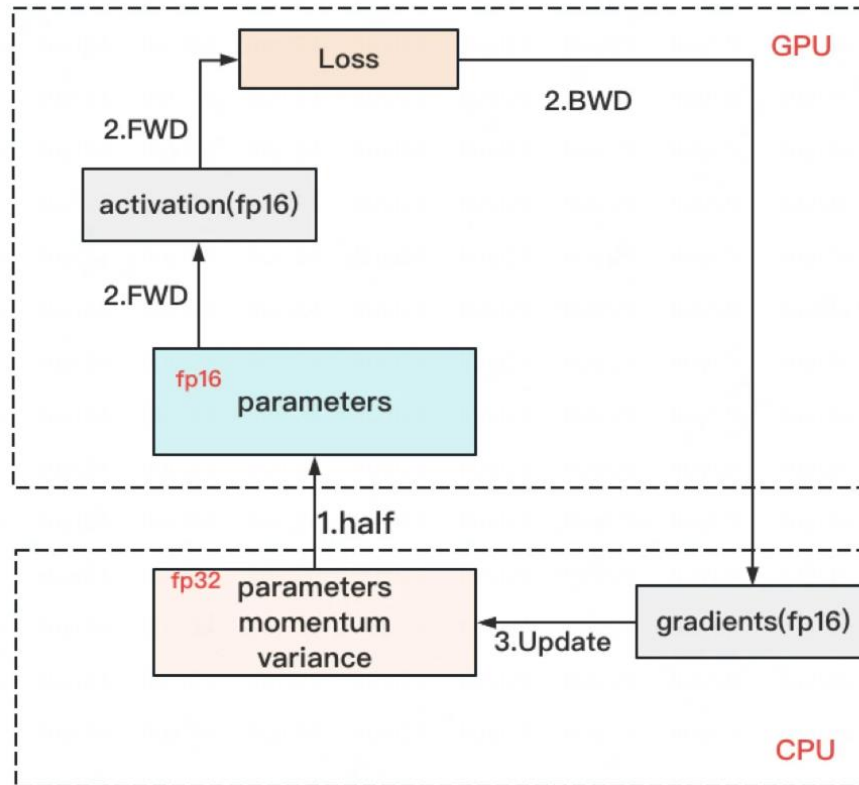 GPU
Loss
2.FWD
2.BWD
activation(fp16)
2.FWD
fp16
parameters
1.half
fp32
parameters
momentum
variance
gradients(fp16)
3.Update
CPU